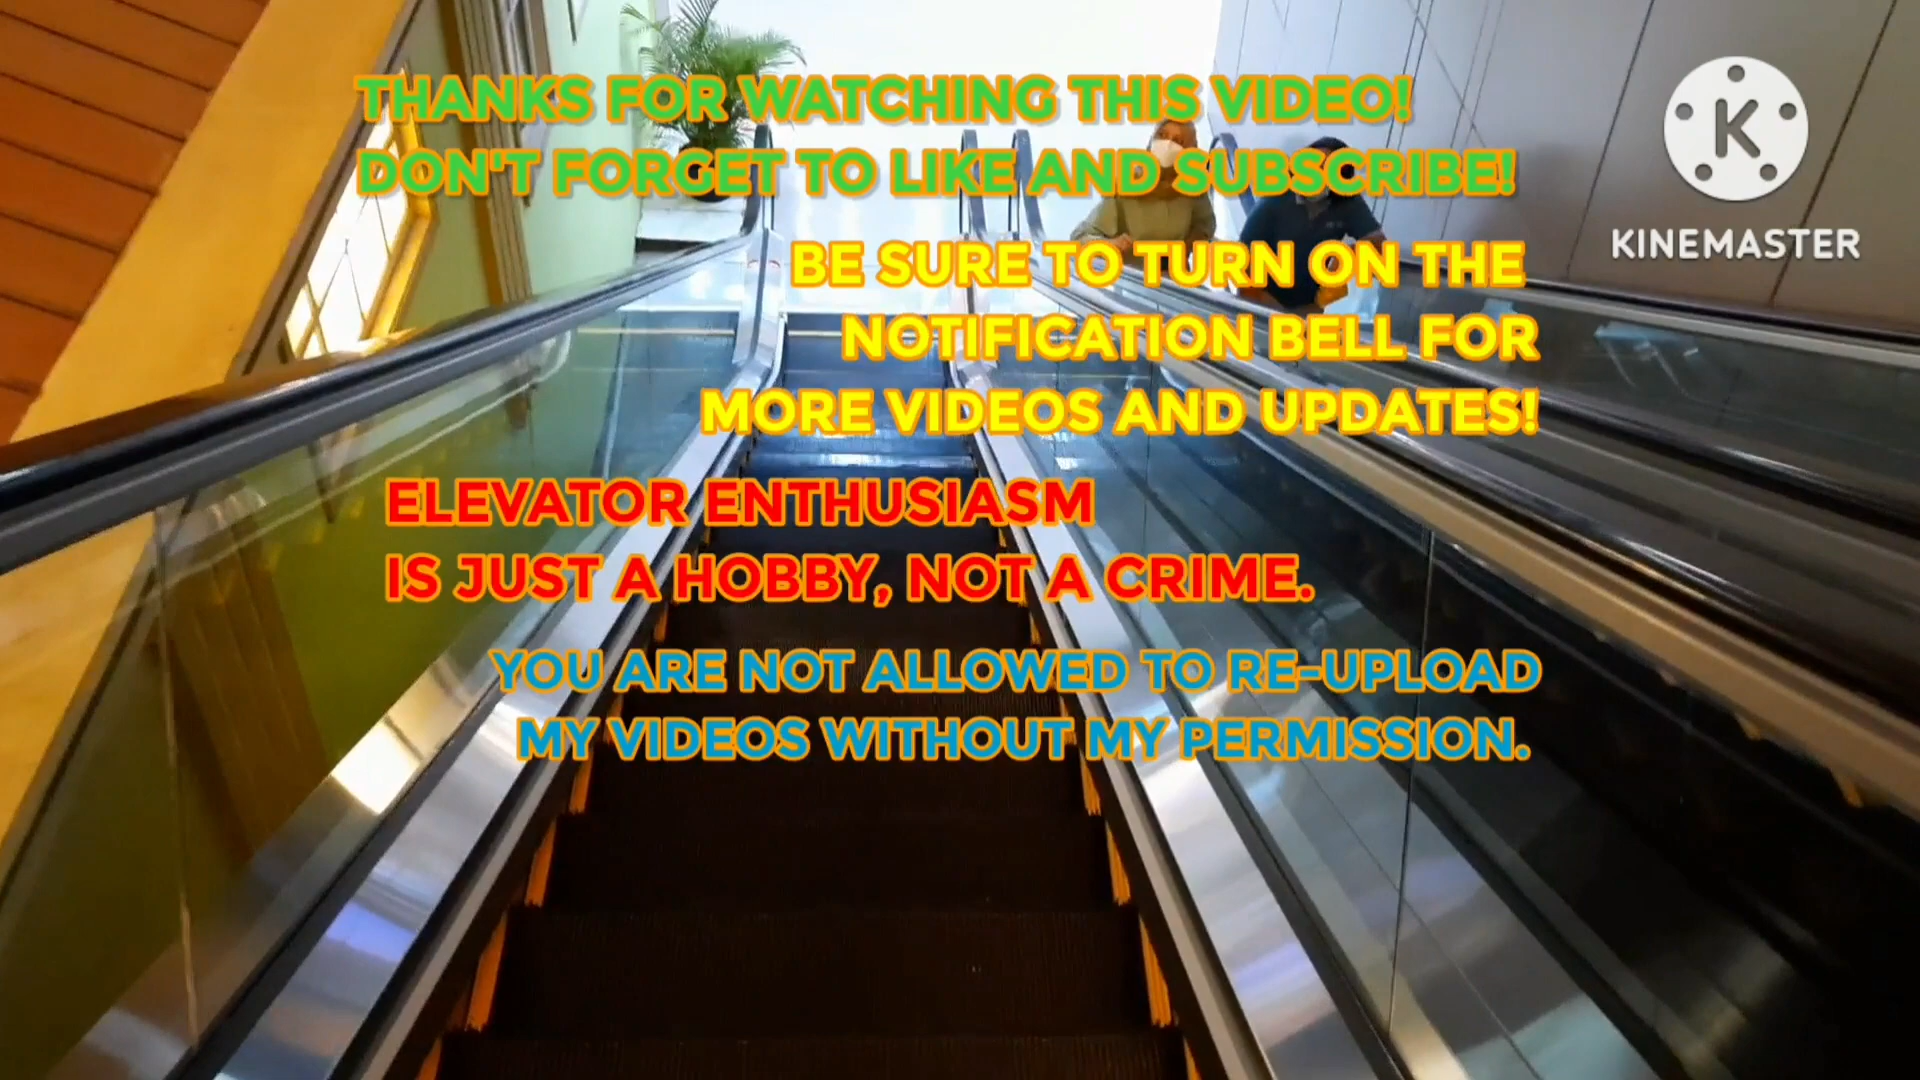 THANKS FOR WATCHING THIS VIDEO!
DON'T FORGET TO LIKE AND SUBSCRIBE!
BE SURE TO TURN ON THE
NOTIFICATION BELL FOR
MORE VIDEOS AND UPDATES!
ELEVATOR ENTHUSIASM
IS JUST A HOBBY, NOT A CRIME.
YOU ARE NOT ALLOWED TO RE-UPLOAD
MY VIDEOS WITHOUT MY PERMISSION.
K
KINEMASTER